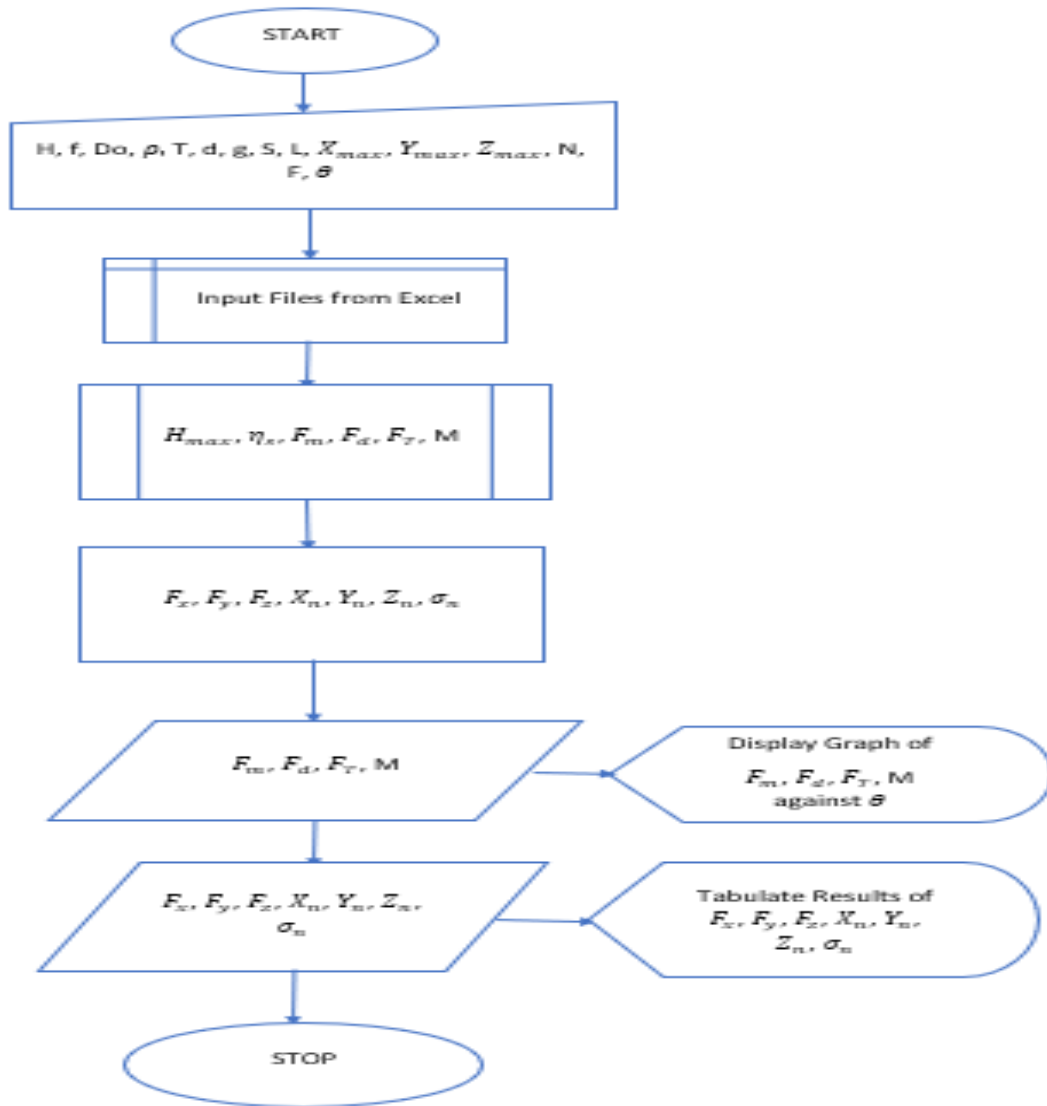 START
H, f, Do, ρ, T, d, g, S, L, X_max, Y_max, Z_max, N,
F, θ
Input Files from Excel
H_max, η_s, F_m, F_d, F_T, M
F_x, F_y, F_z, X_n, Y_n, Z_n, σ_n
F_m, F_d, F_T, M
Display Graph of
F_m, F_d, F_T, M
against θ
F_x, F_y, F_z, X_n, Y_n, Z_n,
σ_n
Tabulate Results of
F_x, F_y, F_z, X_n, Y_n,
Z_n, σ_n
STOP